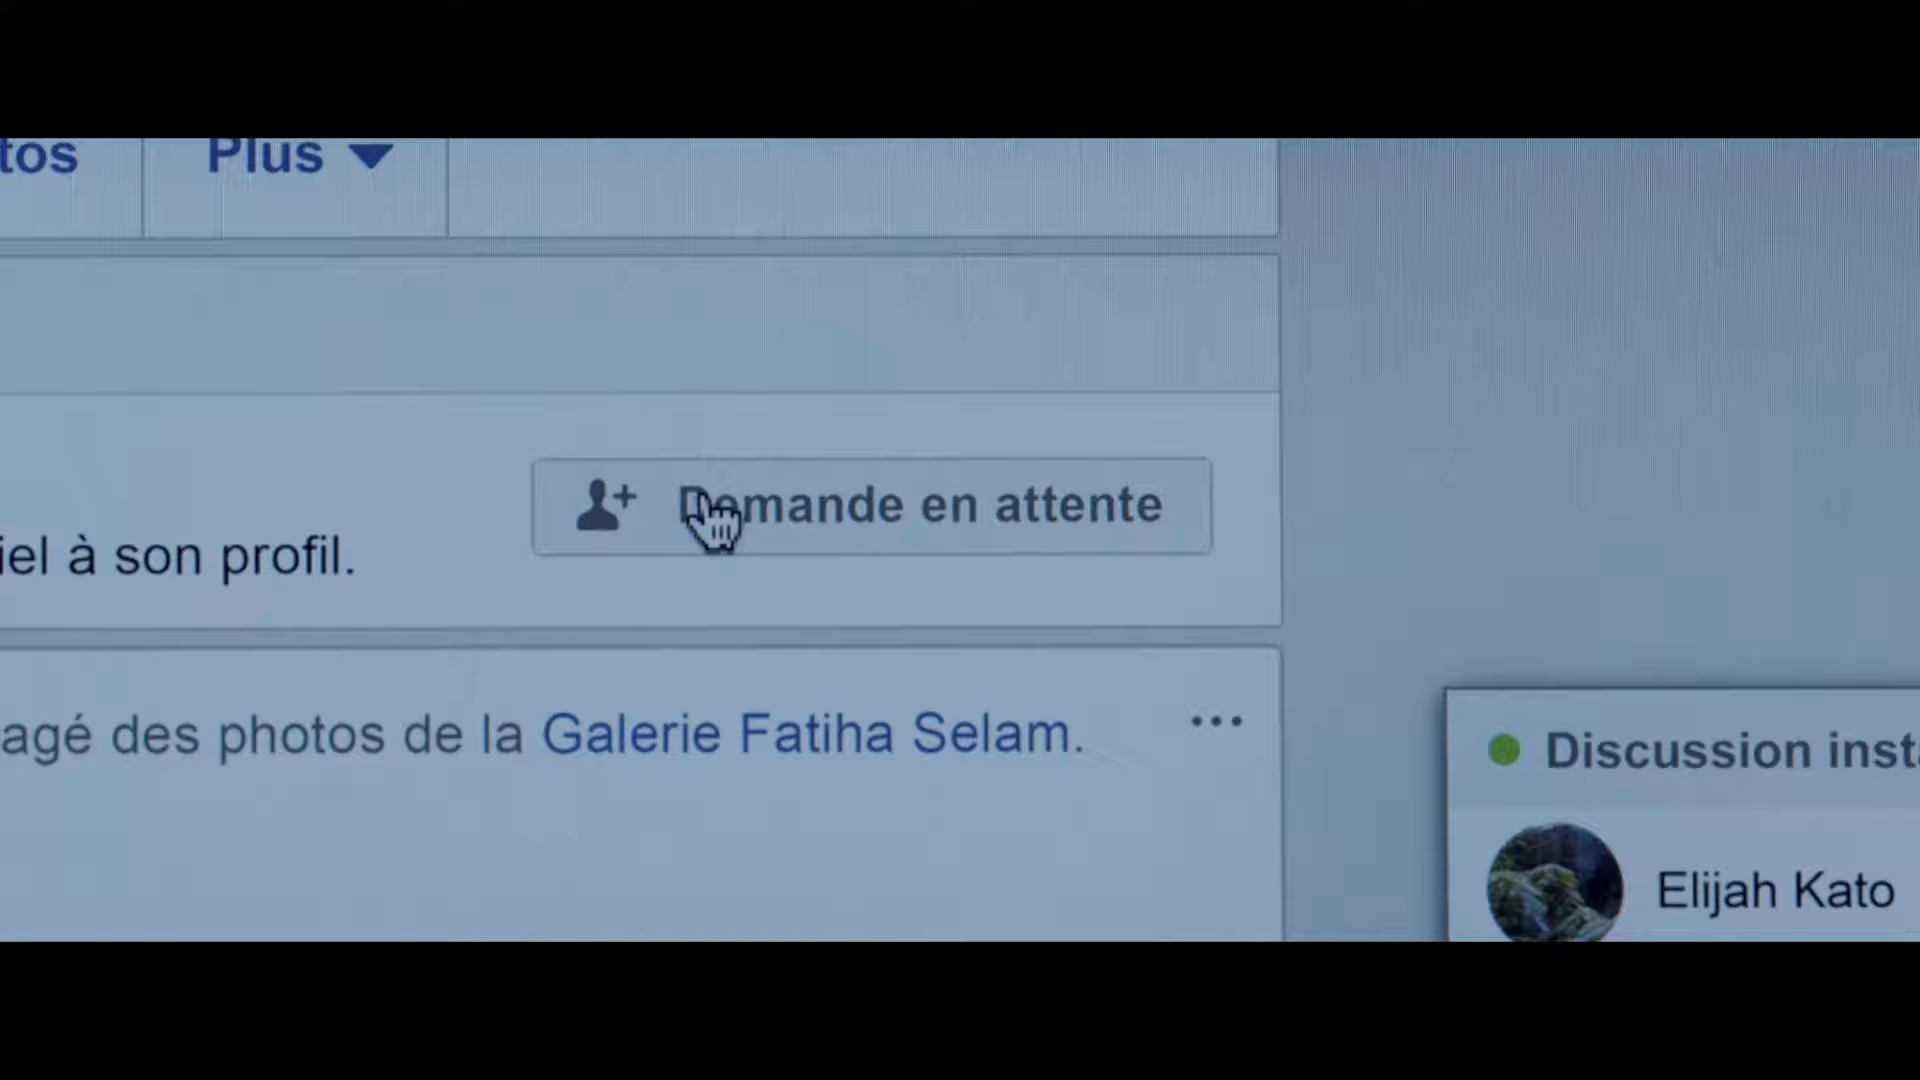 tos
Plus
Demande en attente
iel à son profil.
agé des photos de la Galerie Fatiha Selam.
Discussion inst
Elijah Kato